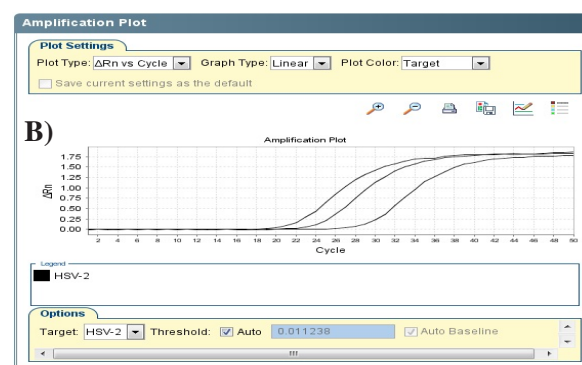 Amplification Plot
Plot Settings
Plot Type: ΔRn vs Cycle Graph Type: Linear Plot Color: Target
Save current settings as the default
B)
Amplification Plot
1.75
1.50
1.25
1.00
0.75
0.50
0.25
0.00
ΔRn
2 4 6 8 10 12 14 16 18 20 22 24 26 28 30 32 34 36 38 40 42 44 46 48 50
Cycle
Legend
HSV-2
Options
Target: HSV-2 Threshold: Auto 0.011238 Auto Baseline